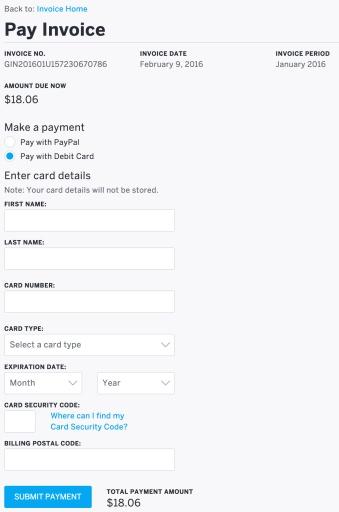 Back to: Invoice Home
Pay Invoice
INVOICE NO. INVOICE DATE INVOICE PERIOD
GIN201601U157230670786 February 9, 2016 January 2016
AMOUNT DUE NOW
$18.06
Make a payment
Pay with PayPal
Pay with Debit Card
Enter card details
Note: Your card details will not be stored.
FIRST NAME:
LAST NAME:
CARD NUMBER:
CARD TYPE:
Select a card type
EXPIRATION DATE:
Month Year
CARD SECURITY CODE:
Where can I find my
Card Security Code?
BILLING POSTAL CODE:
SUBMIT PAYMENT TOTAL PAYMENT AMOUNT
$18.06